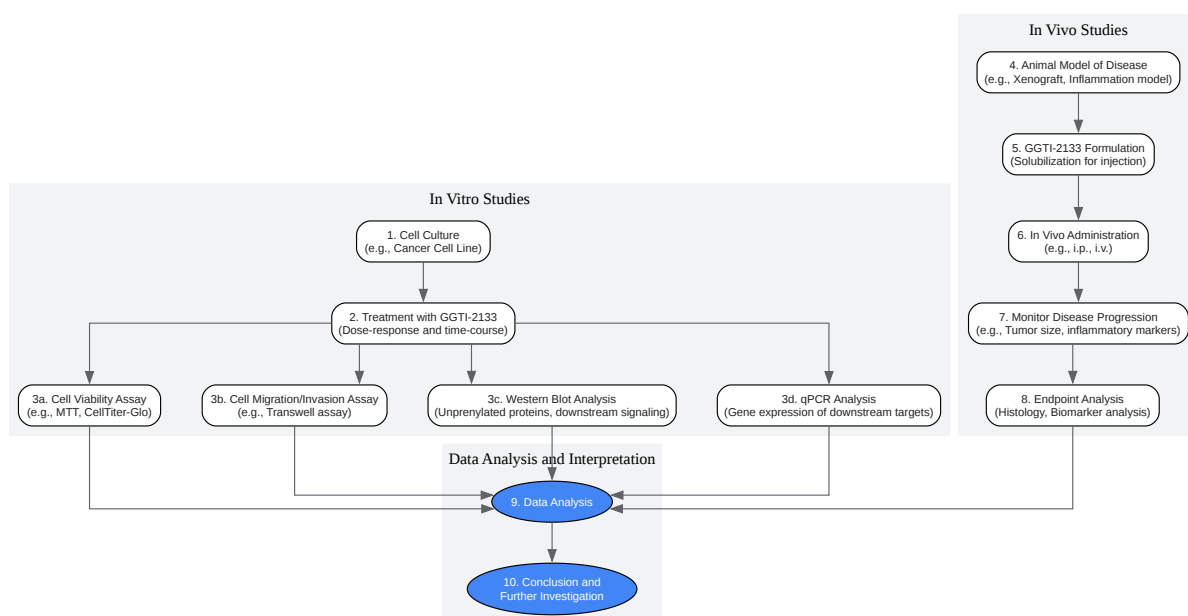 In Vivo Studies
4. Animal Model of Disease
(e.g., Xenograft, Inflammation model)
5. GGTI-2133 Formulation
(Solubilization for injection)
6. In Vivo Administration
(e.g., i.p., i.v.)
7. Monitor Disease Progression
(e.g., Tumor size, inflammatory markers)
8. Endpoint Analysis
(Histology, Biomarker analysis)
In Vitro Studies
1. Cell Culture
(e.g., Cancer Cell Line)
2. Treatment with GGTI-2133
(Dose-response and time-course)
3a. Cell Viability Assay
(e.g., MTT, CellTiter-Glo)
3b. Cell Migration/Invasion Assay
(e.g., Transwell assay)
3c. Western Blot Analysis
(Unprenylated proteins, downstream signaling)
3d. qPCR Analysis
(Gene expression of downstream targets)
Data Analysis and Interpretation
9. Data Analysis
10. Conclusion and
Further Investigation